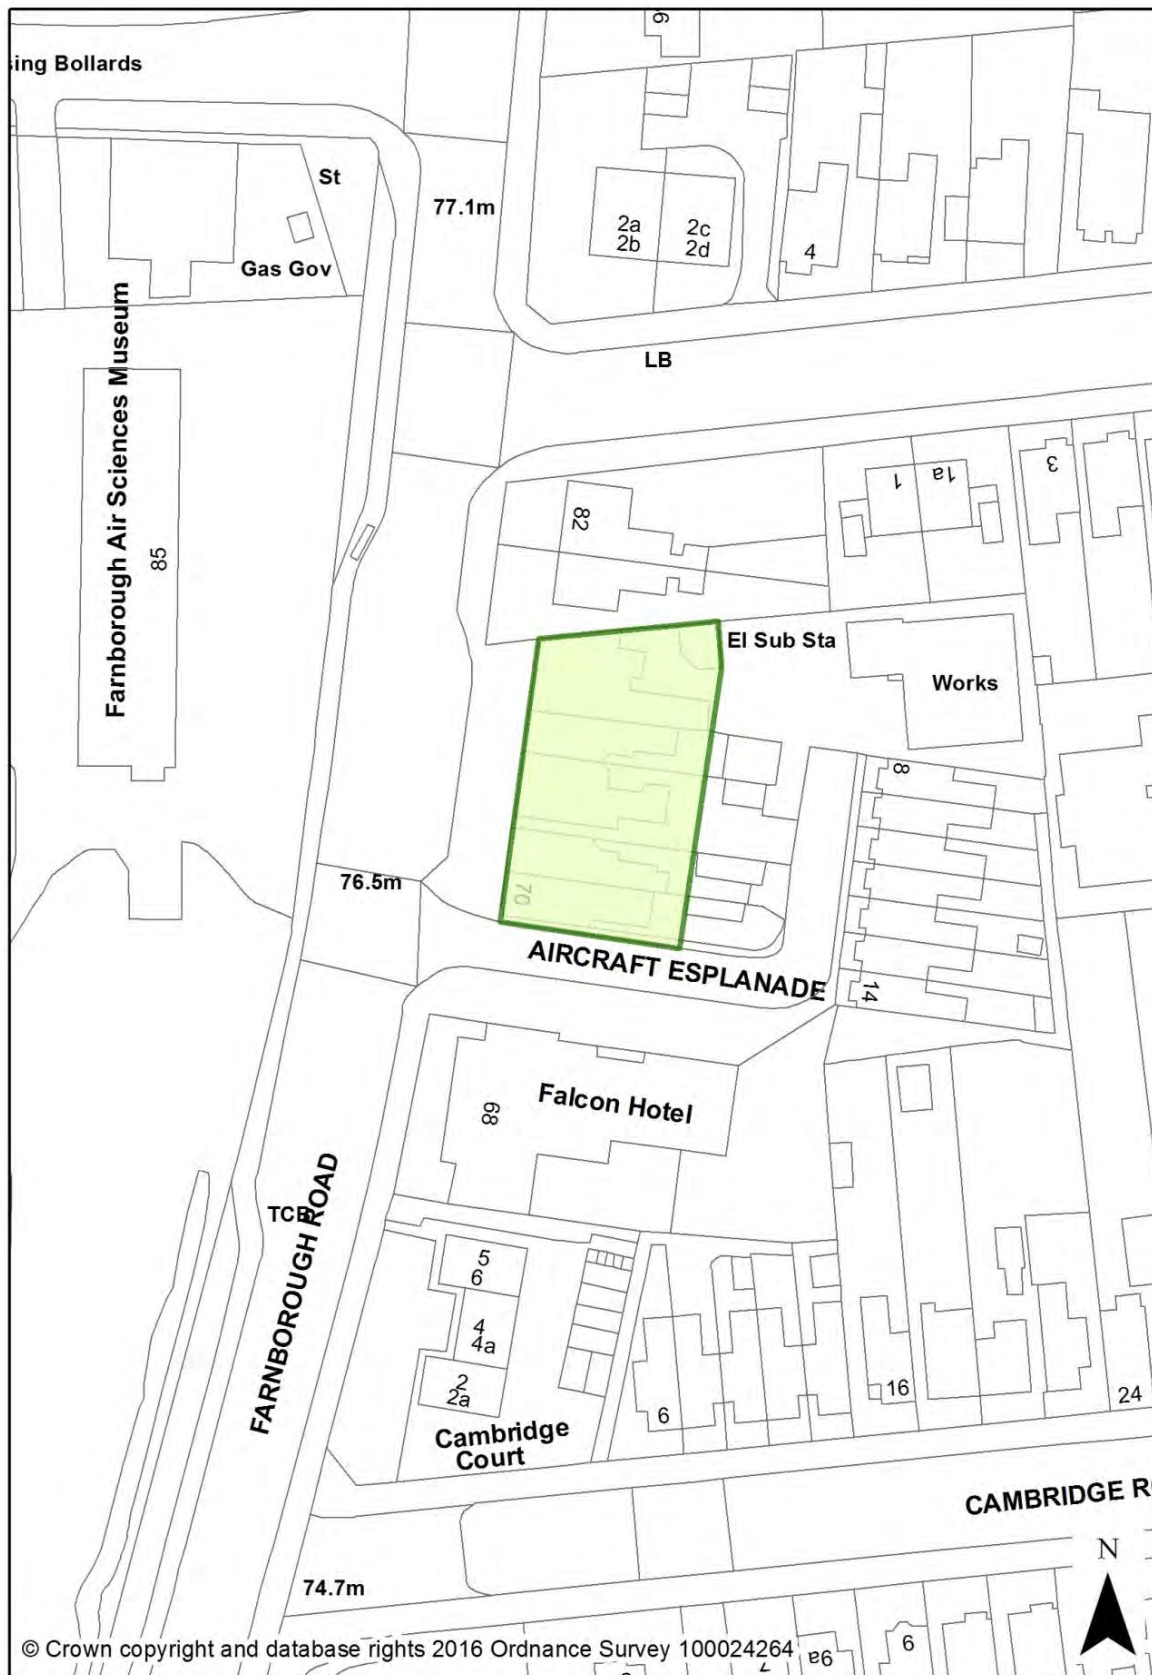 6
sing Bollards
St
77.1m
2a
2b
2c
2d
4
Gas Gov
Farnborough Air Sciences Museum
85
LB
82
1
1a
3
El Sub Sta
Works
8
76.5m
70
AIRCRAFT ESPLANADE
14
Falcon Hotel
68
TCB
FARNBOROUGH ROAD
5
6
4
4a
2
2a
Cambridge
Court
6
16
24
CAMBRIDGE R
N
74.7m
© Crown copyright and database rights 2016 Ordnance Survey 100024264
7
9a
9